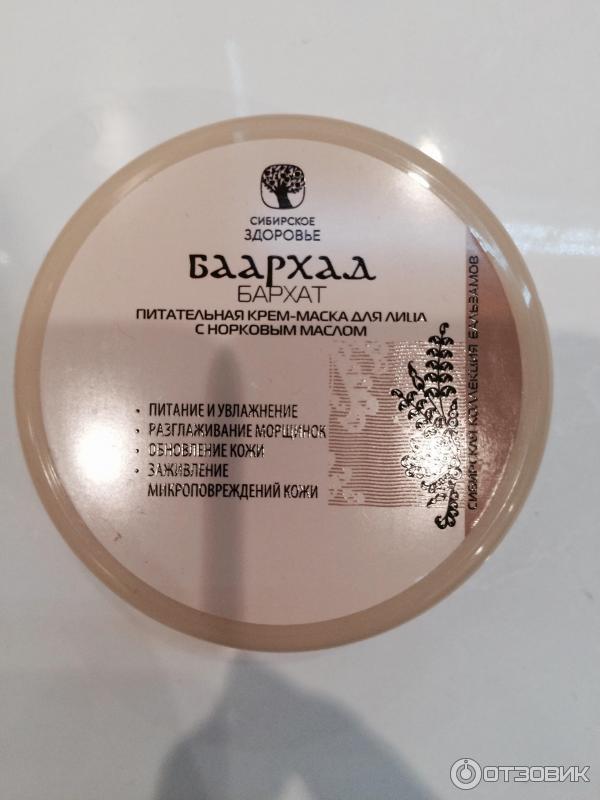 СИБИРСКОЕ
ЗДОРОВЬЕ
БААРХАД
БАРХАТ
ПИТАТЕЛЬНАЯ КРЕМ-МАСКА ДЛЯ ЛИЦА
С НОРКОВЫМ МАСЛОМ
· ПИТАНИЕ И УВЛАЖНЕНИЕ
· РАЗГЛАЖИВАНИЕ МОРЩИНОК
· ОБНОВЛЕНИЕ КОЖИ
· ЗАЖИВЛЕНИЕ
МИКРОПОВРЕЖДЕНИЙ КОЖИ
СИБИРСКАЯ КОЛЛЕКЦИЯ БАЛЬЗАМОВ
ОТЗОВИК